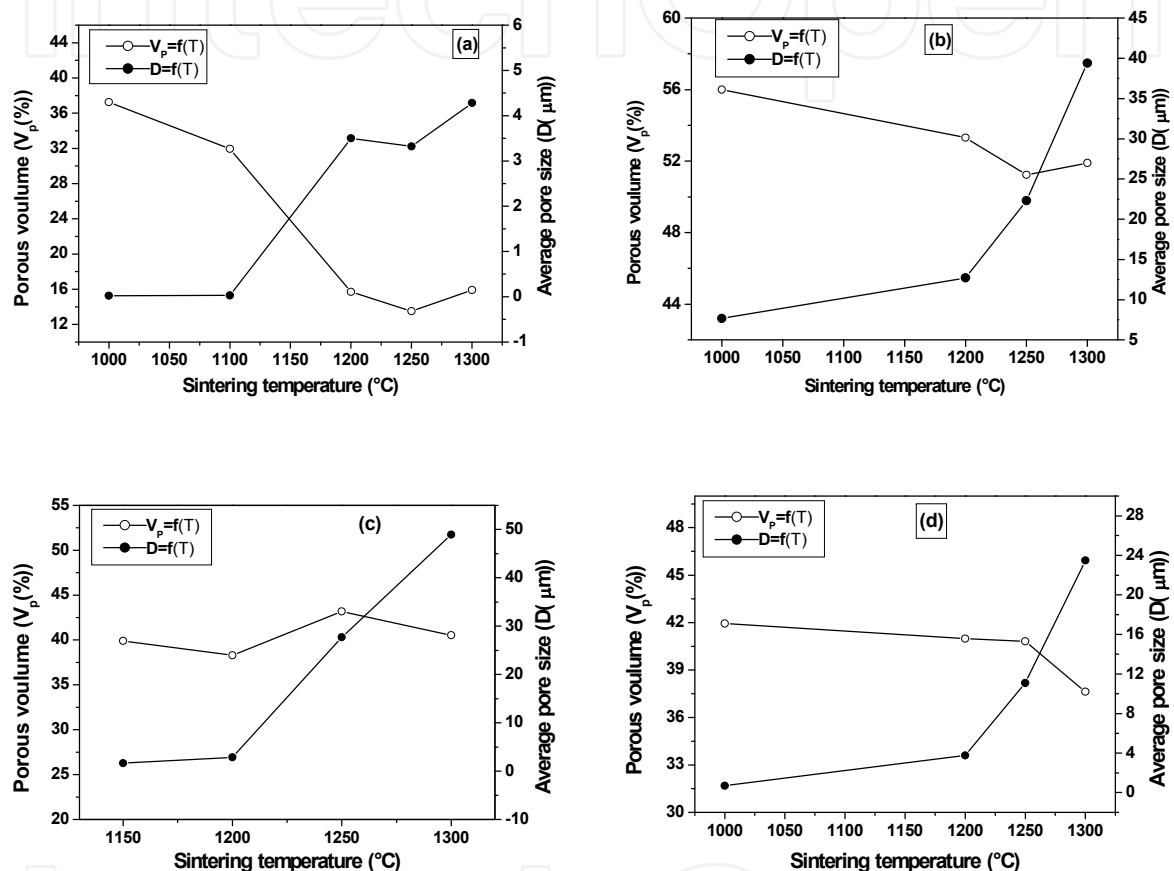 V_P=f(T)
D=f(T)
(a)
Porous voulume (V_p(%))
44
40
36
32
28
24
20
16
12
6
5
4
3
2
1
0
-1
Average pore size (D( μm))
1000 1050 1100 1150 1200 1250 1300
Sintering temperature (°C)
V_P=f(T)
D=f(T)
(b)
Porous voulume (V_p(%))
60
56
52
48
44
45
40
35
30
25
20
15
10
5
Average pore size (D( μm))
1000 1050 1100 1150 1200 1250 1300
Sintering temperature (°C)
V_P=f(T)
D=f(T)
(c)
Porous voulume (V_p(%))
55
50
45
40
35
30
25
20
50
40
30
20
10
0
-10
Average pore size (D( μm))
1150 1200 1250 1300
Sintering temperature (°C)
V_P=f(T)
D=f(T)
(d)
Porous voulume (V_p(%))
48
45
42
39
36
33
30
28
24
20
16
12
8
4
0
Average pore size (D( μm))
1000 1050 1100 1150 1200 1250 1300
Sintering temperature (°C)